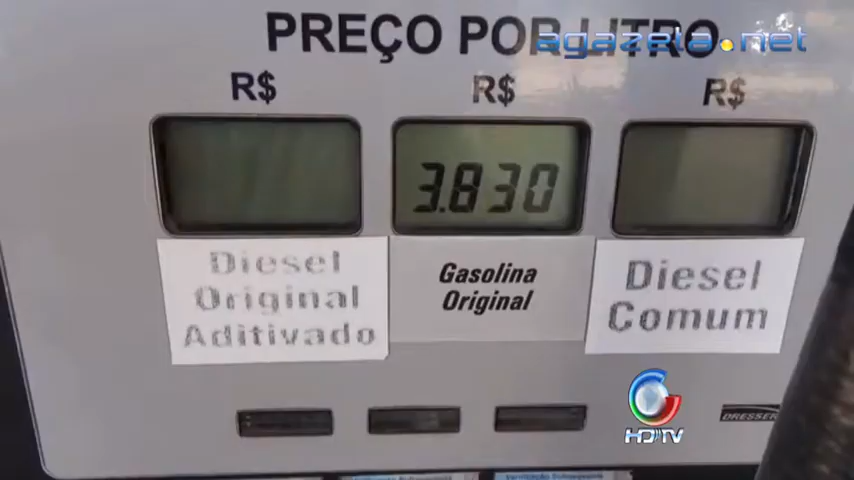 PREÇO POR LITRO
agazeta.net
R$ R$ R$
3.830
Diesel
Original
Aditivado
Gasolina
Original
Diesel
Comum
HDTV
DRESSER